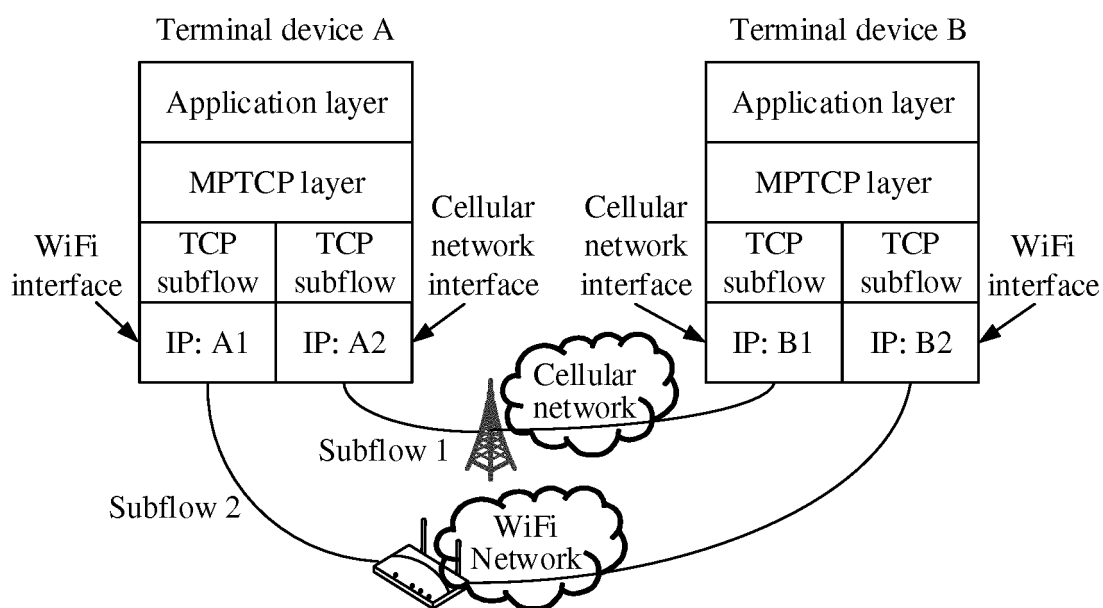 Terminal device A
Terminal device B
Application layer
Application layer
MPTCP layer
MPTCP layer
WiFi
interface
TCP
subflow
TCP
subflow
Cellular
network
interface
Cellular
network
interface
TCP
subflow
TCP
subflow
WiFi
interface
IP: A1
IP: A2
IP: B1
IP: B2
Cellular
network
Subflow 1
Subflow 2
WiFi
Network